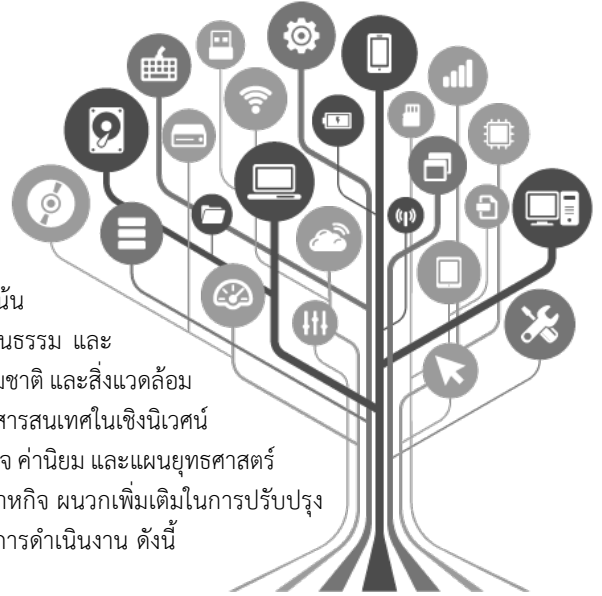 น้น
นธรรม และ
มชาติ และสิ่งแวดล้อม
สารสนเทศในเชิงนิเวศน์
จ ค่านิยม และแผนยุทธศาสตร์
าหกิจ ผนวกเพิ่มเติมในการปรับปรุง
การดำเนินงาน ดังนี้